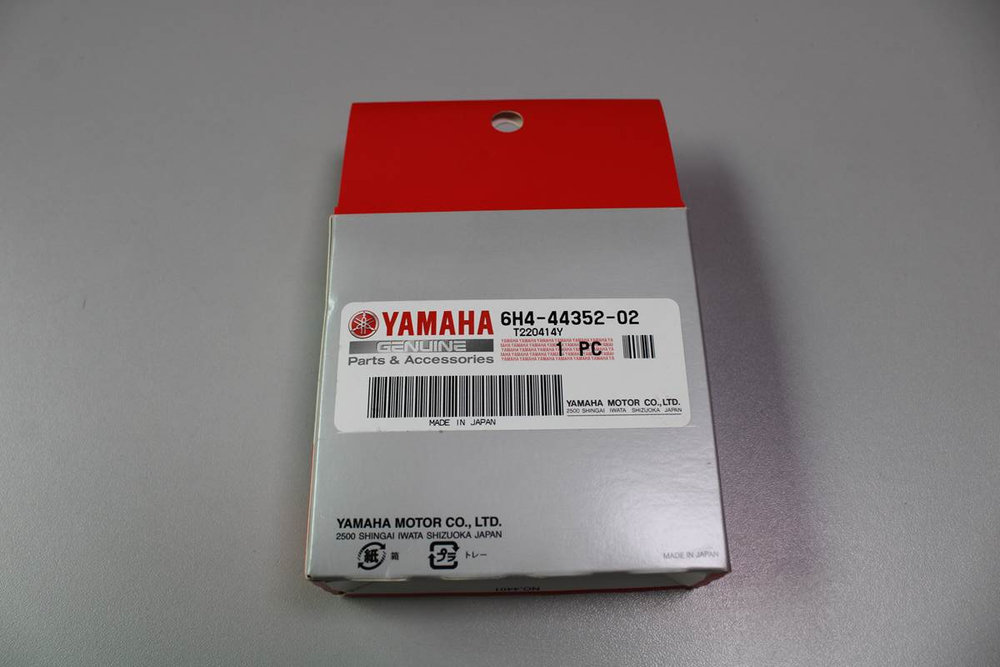 YAMAHA 6H4-44352-02
T220414Y
GENUINE
Parts & Accessories
1 PC
YAMAHA MOTOR CO.,LTD.
2500 SHINGAI IWATA SHIZUOKA JAPAN
MADE IN JAPAN
YAMAHA MOTOR CO., LTD.
2500 SHINGAI IWATA SHIZUOKA JAPAN
紙 箱 プラ トレー
MADE IN JAPAN